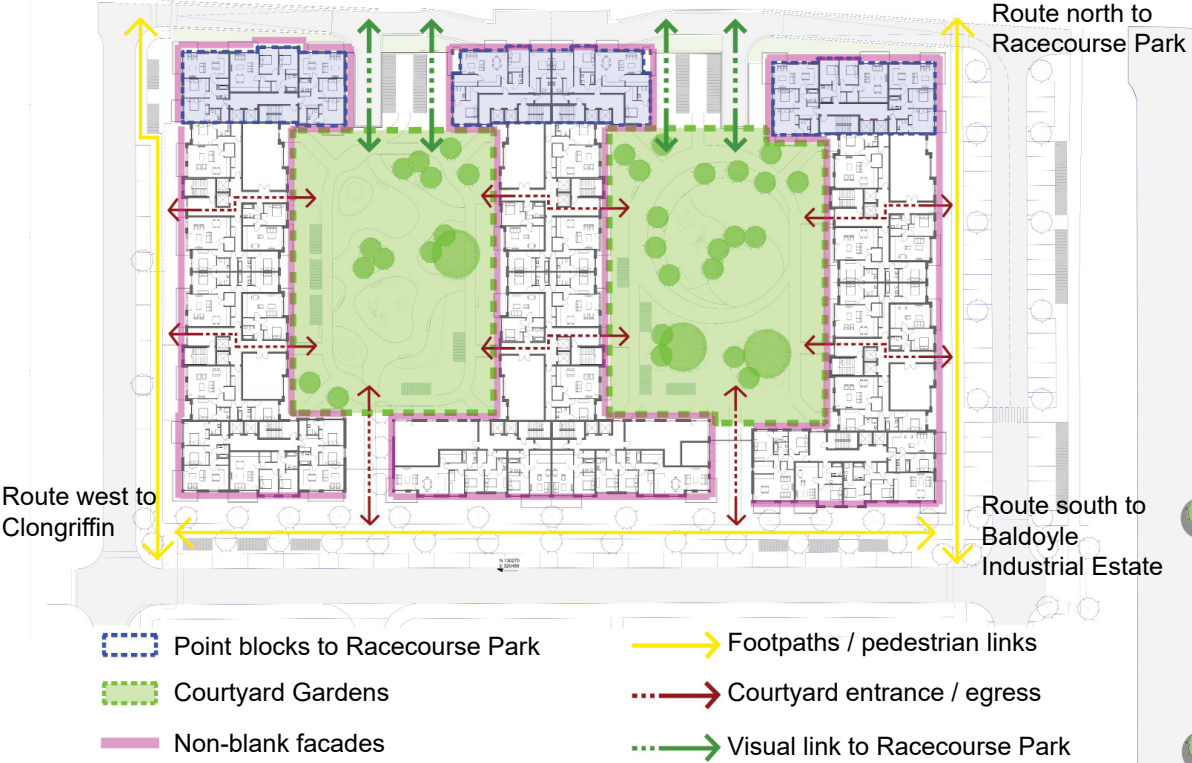 Route north to
Racecourse Park
Route west to
Clongriffin
Route south to
Baldoyle
Industrial Estate
Point blocks to Racecourse Park
Courtyard Gardens
Non-blank facades
Footpaths / pedestrian links
Courtyard entrance / egress
Visual link to Racecourse Park